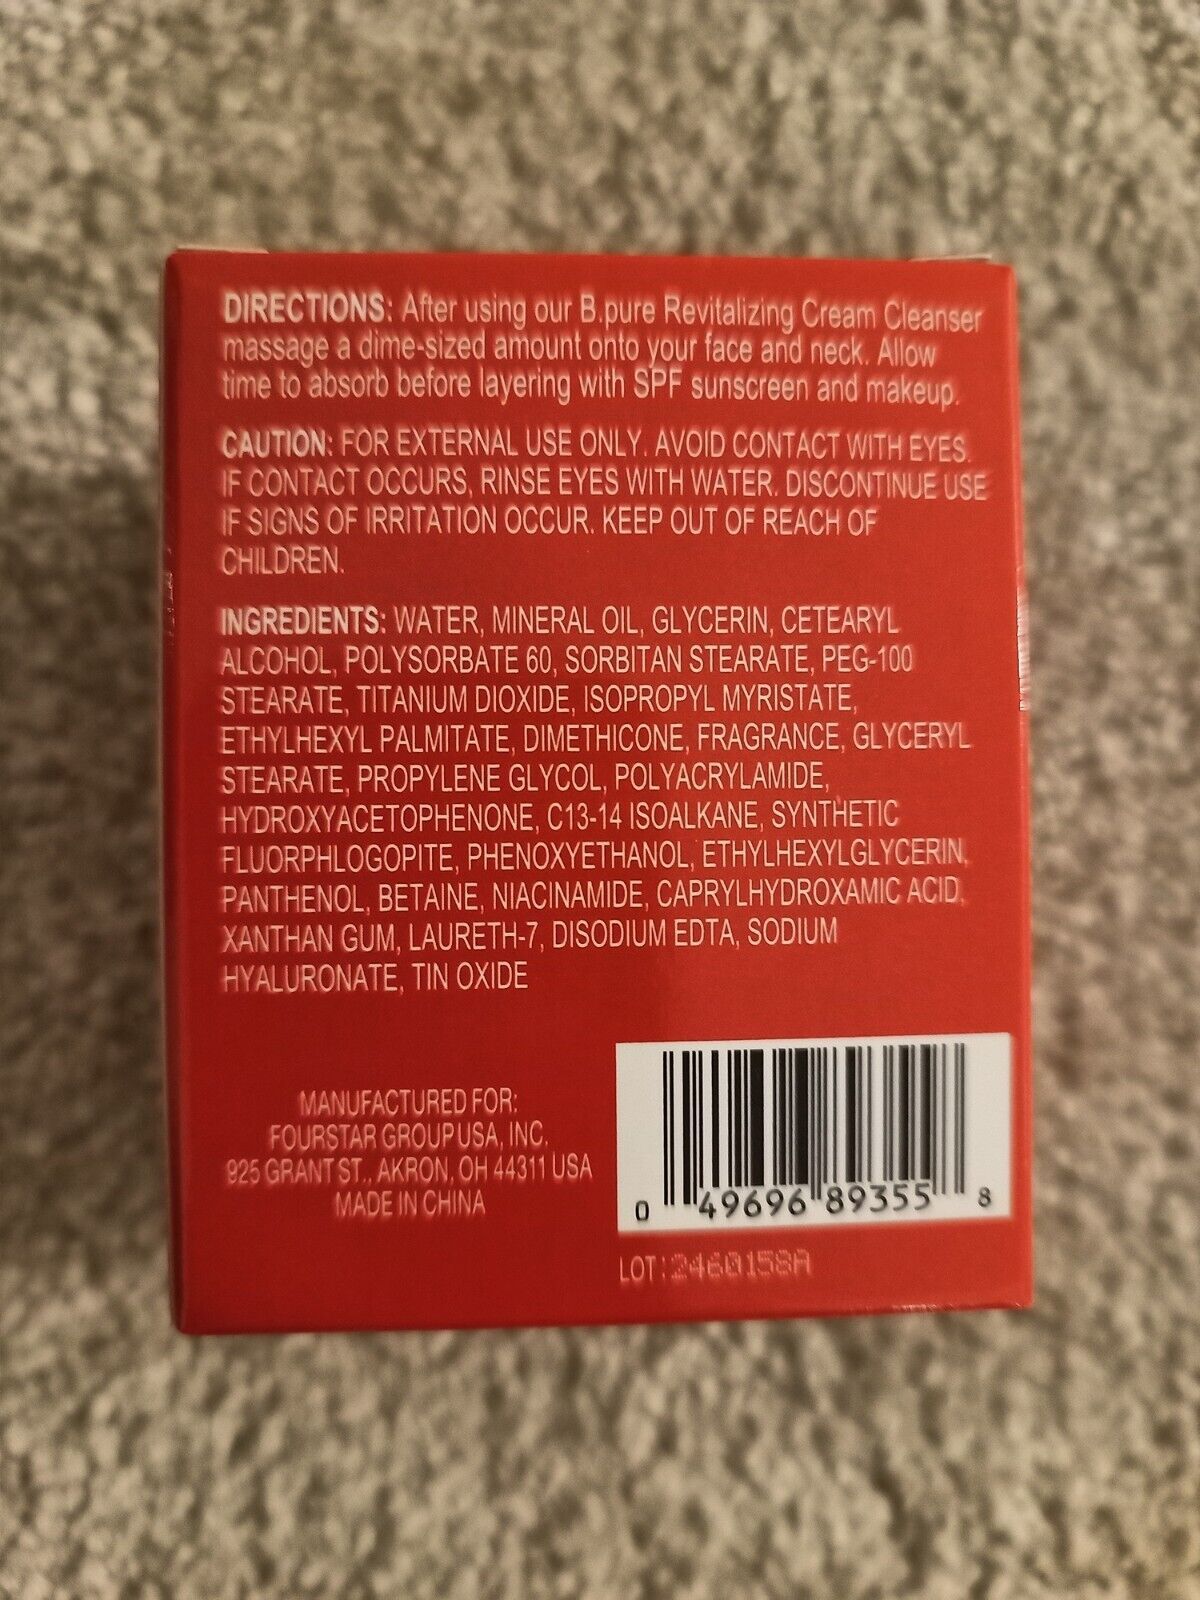 DIRECTIONS: After using our B.pure Revitalizing Cream Cleanser
massage a dime-sized amount onto your face and neck. Allow
time to absorb before layering with SPF sunscreen and makeup.
CAUTION: FOR EXTERNAL USE ONLY. AVOID CONTACT WITH EYES.
IF CONTACT OCCURS, RINSE EYES WITH WATER. DISCONTINUE USE
IF SIGNS OF IRRITATION OCCUR. KEEP OUT OF REACH OF
CHILDREN.
INGREDIENTS: WATER, MINERAL OIL, GLYCERIN, CETEARYL
ALCOHOL, POLYSORBATE 60, SORBITAN STEARATE, PEG-100
STEARATE, TITANIUM DIOXIDE, ISOPROPYL MYRISTATE,
ETHYLHEXYL PALMITATE, DIMETHICONE, FRAGRANCE, GLYCERYL
STEARATE, PROPYLENE GLYCOL, POLYACRYLAMIDE,
HYDROXYACETOPHENONE, C13-14 ISOALKANE, SYNTHETIC
FLUORPHLOGOPITE, PHENOXYETHANOL, ETHYLHEXYLGLYCERIN,
PANTHENOL, BETAINE, NIACINAMIDE, CAPRYLHYDROXAMIC ACID,
XANTHAN GUM, LAURETH-7, DISODIUM EDTA, SODIUM
HYALURONATE, TIN OXIDE
MANUFACTURED FOR:
FOURSTAR GROUP USA, INC.
925 GRANT ST., AKRON, OH 44311 USA
MADE IN CHINA
0 49696 89355 8
LOT: 2460158A